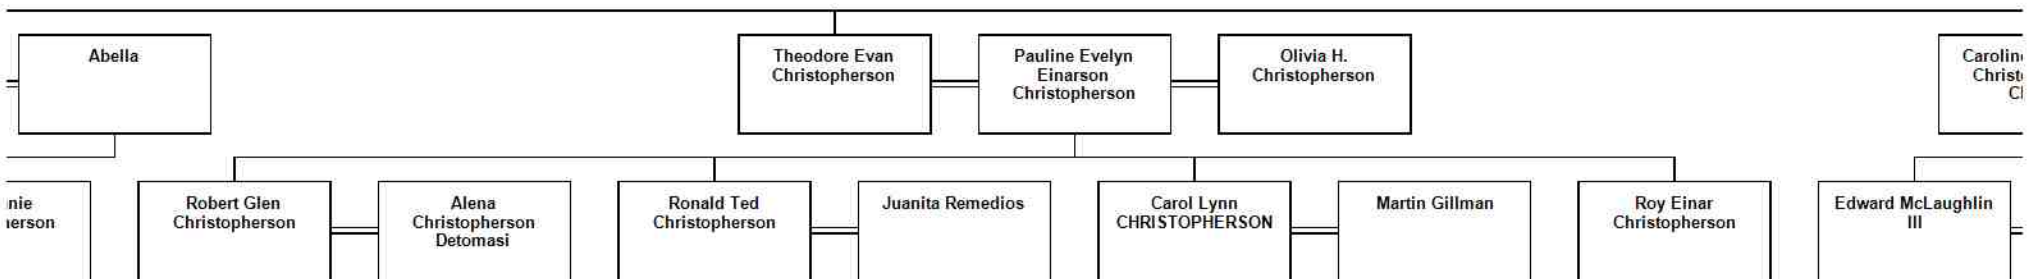 Abella
Theodore Evan
Christopherson
Pauline Evelyn
Einarson
Christopherson
Olivia H.
Christopherson
Robert Glen
Christopherson
Alena
Christopherson
Detomasi
Ronald Ted
Christopherson
Juanita Remedios
Carol Lynn
CHRISTOPHERSON
Martin Gillman
Roy Einar
Christopherson
Edward McLaughlin
III